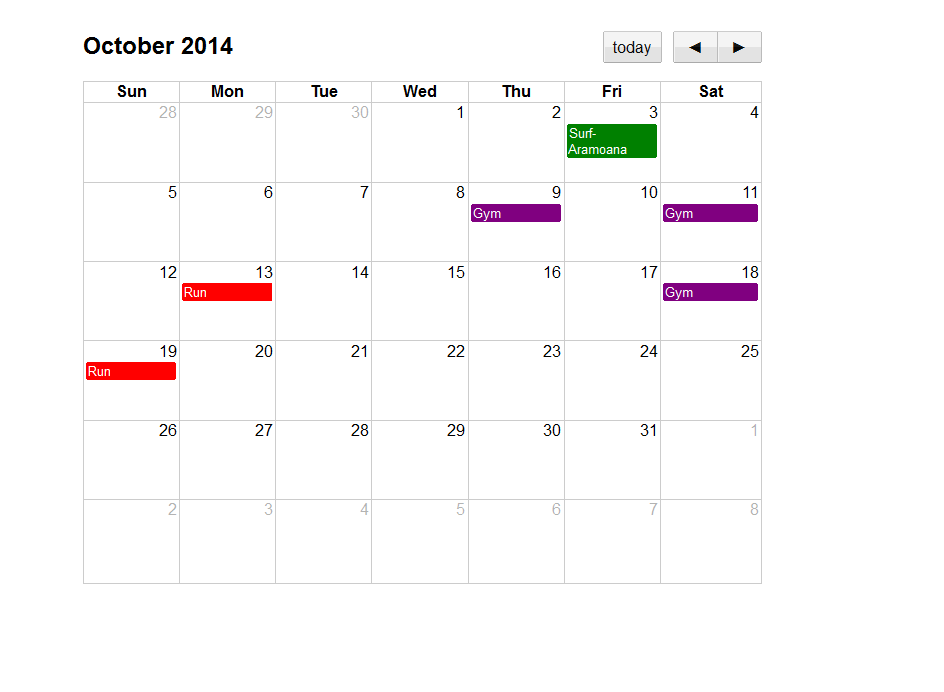 October 2014
today
Sun Mon Tue Wed Thu Fri Sat
28 29 30 1 2 3 4
Surf-
Aramoana
5 6 7 8 9 10 11
Gym Gym
12 13 14 15 16 17 18
Run Gym
19 20 21 22 23 24 25
Run
26 27 28 29 30 31 1
2 3 4 5 6 7 8